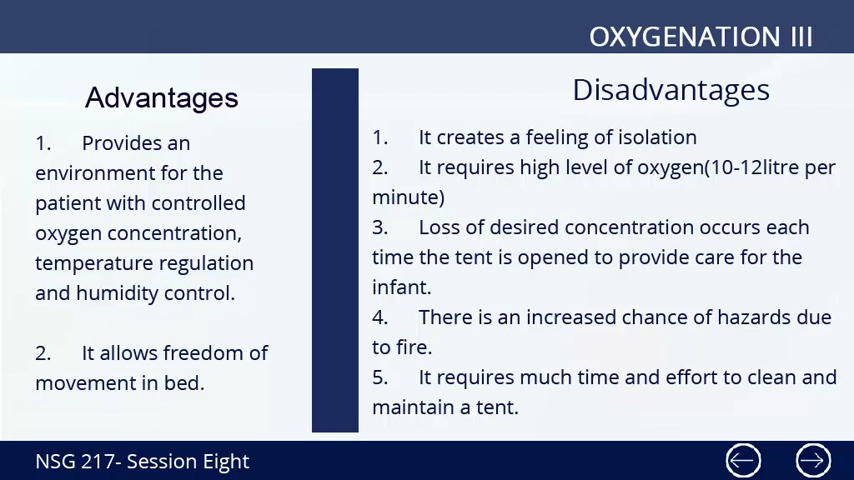 OXYGENATION III
Advantages
1. Provides an
environment for the
patient with controlled
oxygen concentration,
temperature regulation
and humidity control.
2. It allows freedom of
movement in bed.
Disadvantages
1. It creates a feeling of isolation
2. It requires high level of oxygen(10-12litre per
minute)
3. Loss of desired concentration occurs each
time the tent is opened to provide care for the
infant.
4. There is an increased chance of hazards due
to fire.
5. It requires much time and effort to clean and
maintain a tent.
NSG 217- Session Eight